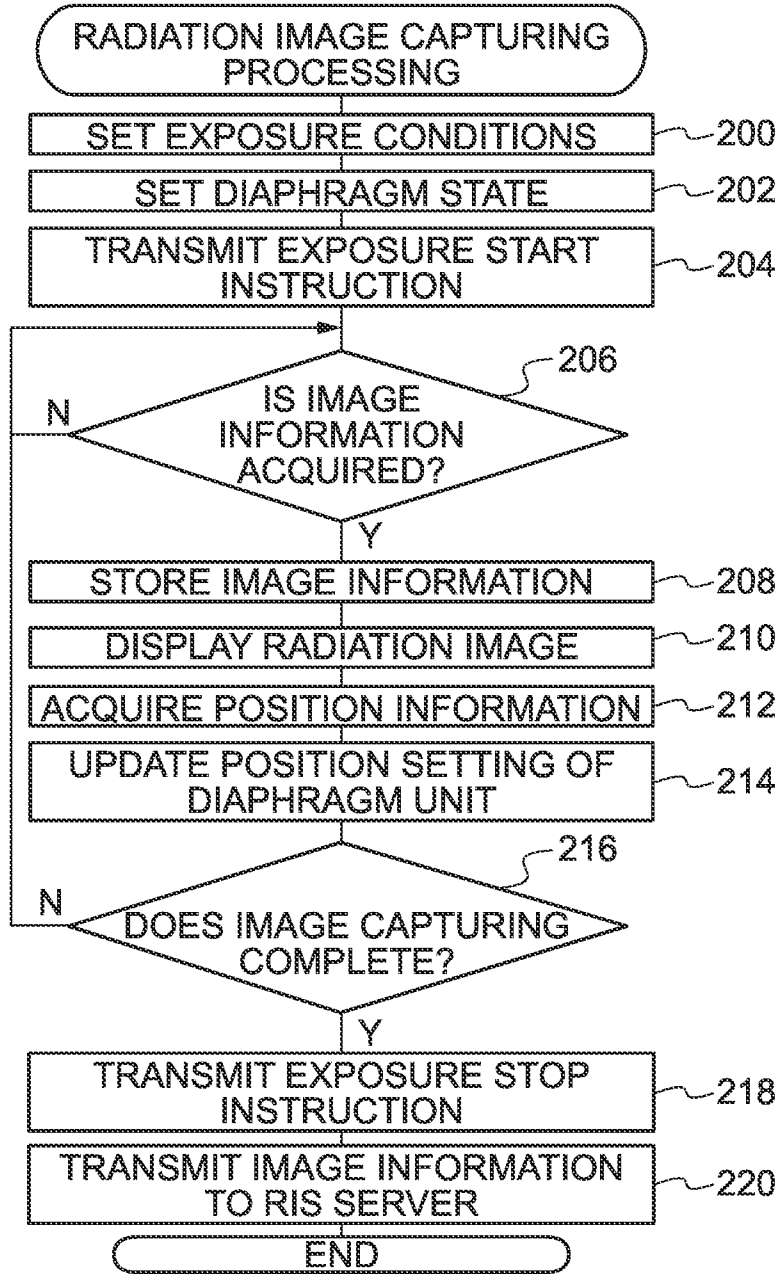 RADIATION IMAGE CAPTURING
PROCESSING
SET EXPOSURE CONDITIONS
200
SET DIAPHRAGM STATE
202
TRANSMIT EXPOSURE START
INSTRUCTION
204
206
N
IS IMAGE
INFORMATION
ACQUIRED?
Y
STORE IMAGE INFORMATION
208
DISPLAY RADIATION IMAGE
210
ACQUIRE POSITION INFORMATION
212
UPDATE POSITION SETTING OF
DIAPHRAGM UNIT
214
216
N
DOES IMAGE CAPTURING
COMPLETE?
Y
TRANSMIT EXPOSURE STOP
INSTRUCTION
218
TRANSMIT IMAGE INFORMATION
TO RIS SERVER
220
END